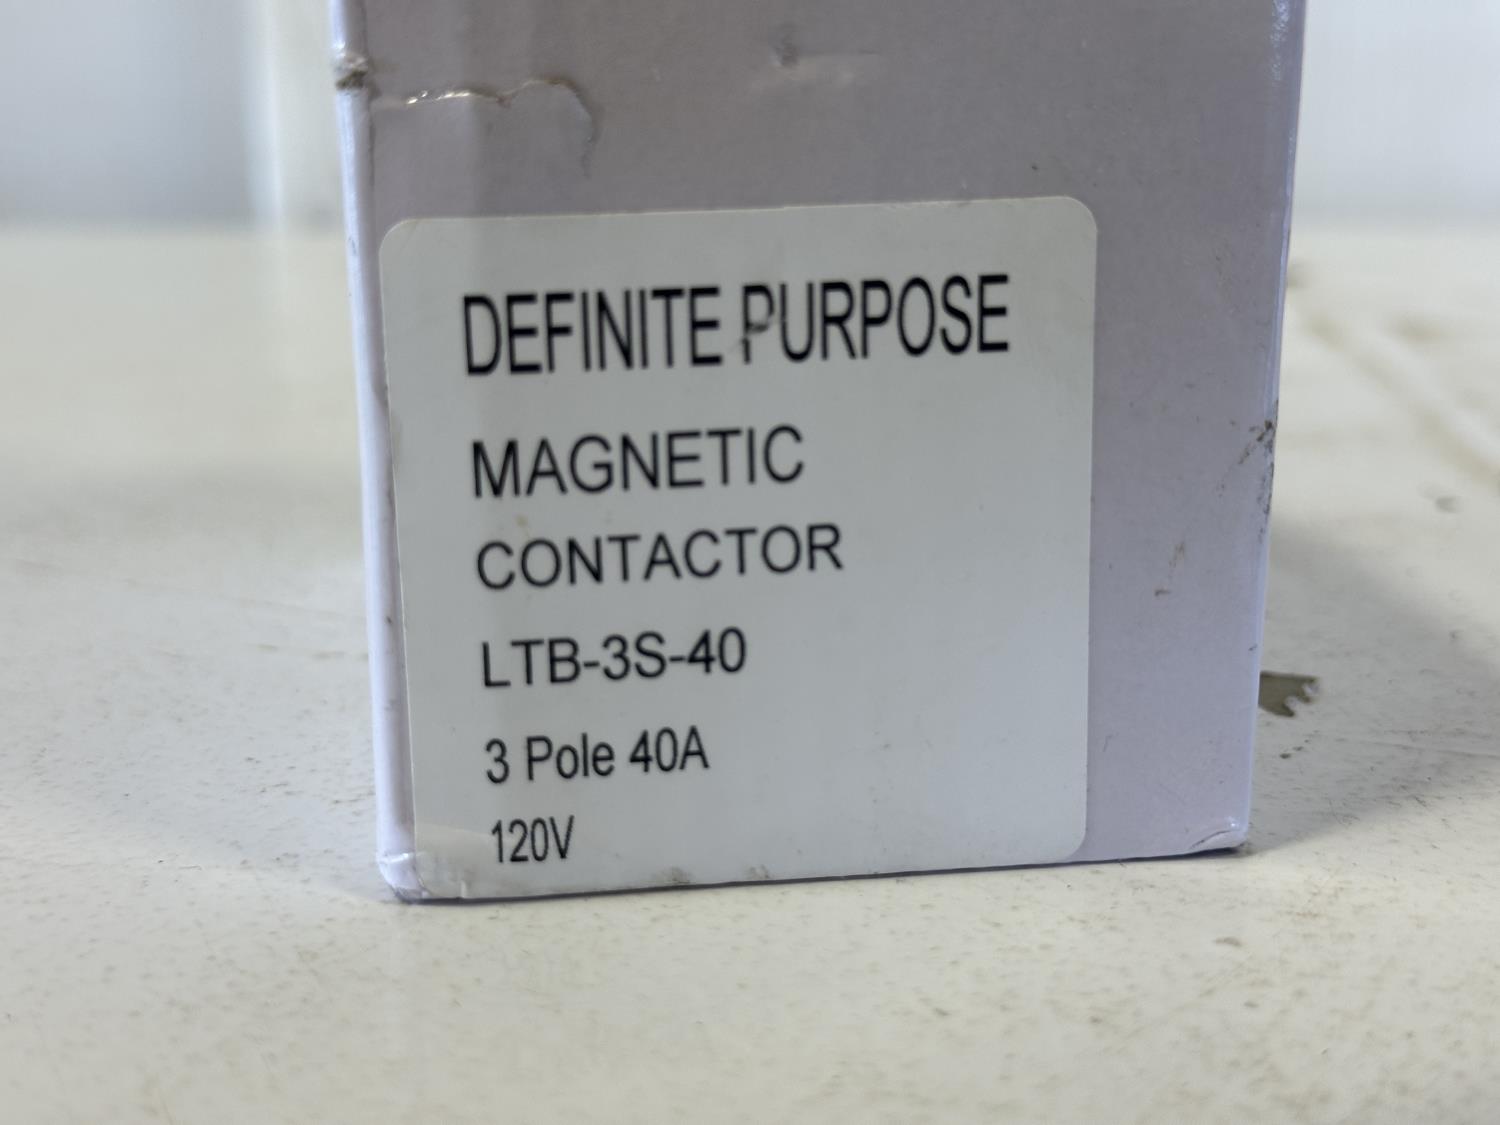 DEFINITE PURPOSE
MAGNETIC
CONTACTOR
LTB-3S-40
3 Pole 40A
120V